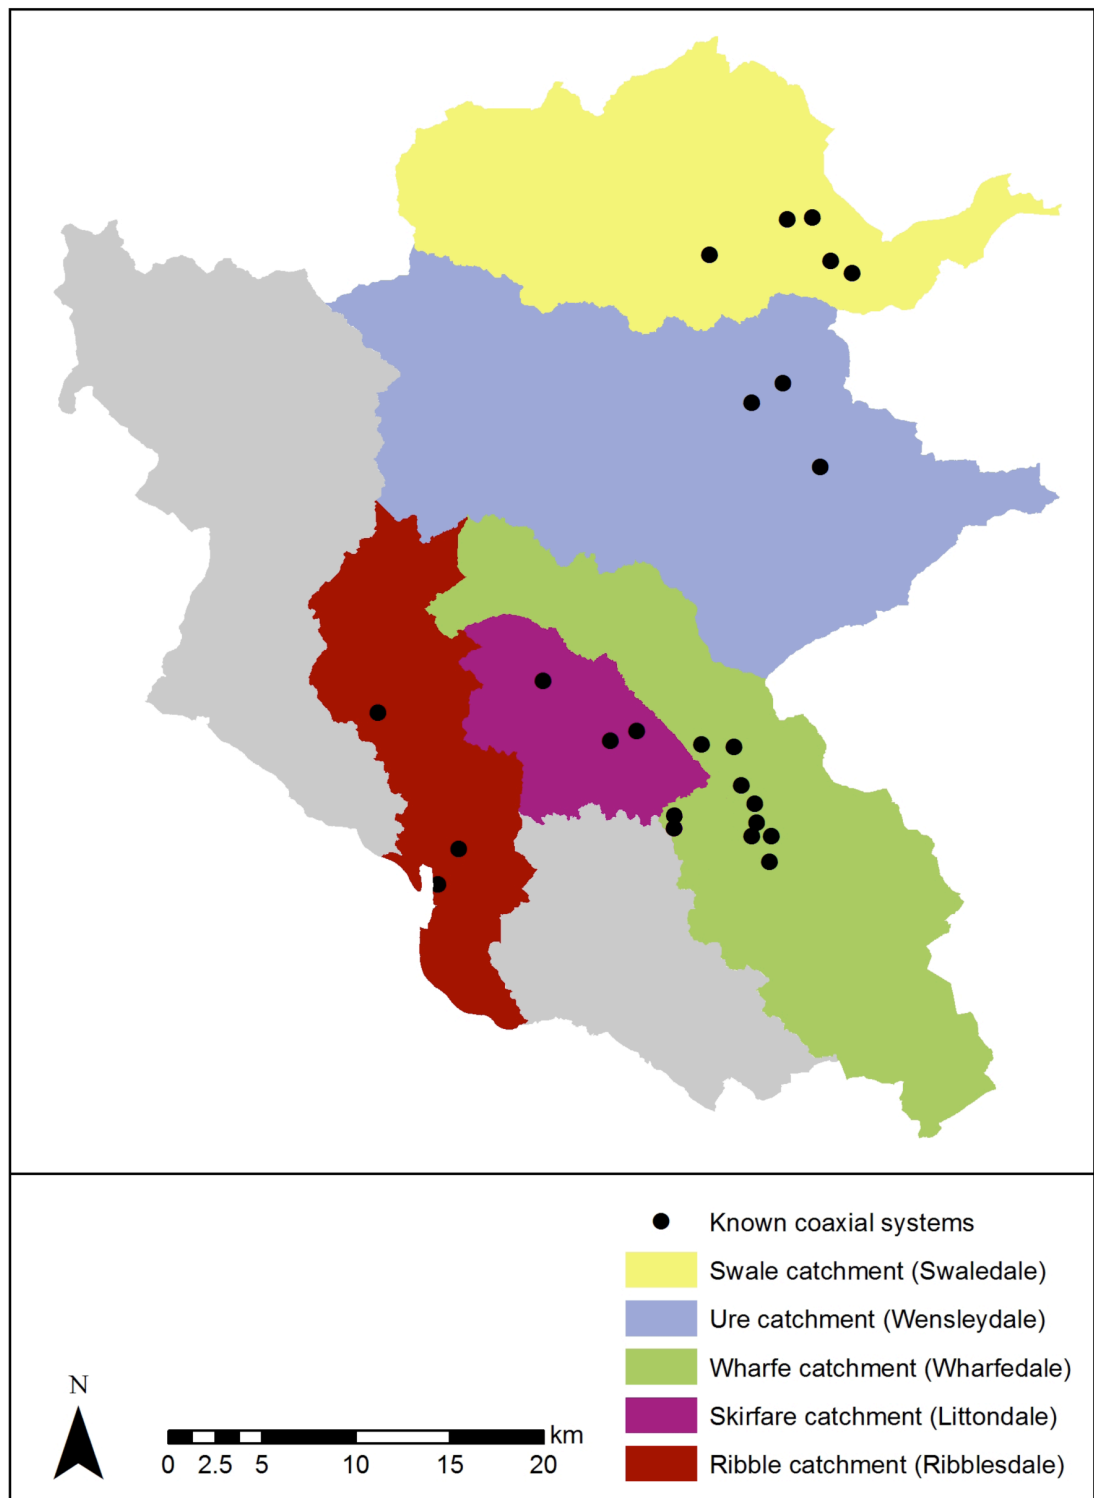 Known coaxial systems
Swale catchment (Swaledale)
Ure catchment (Wensleydale)
Wharfe catchment (Wharfedale)
Skirfare catchment (Littondale)
Ribble catchment (Ribblesdale)
N
km
0 2.5 5 10 15 20